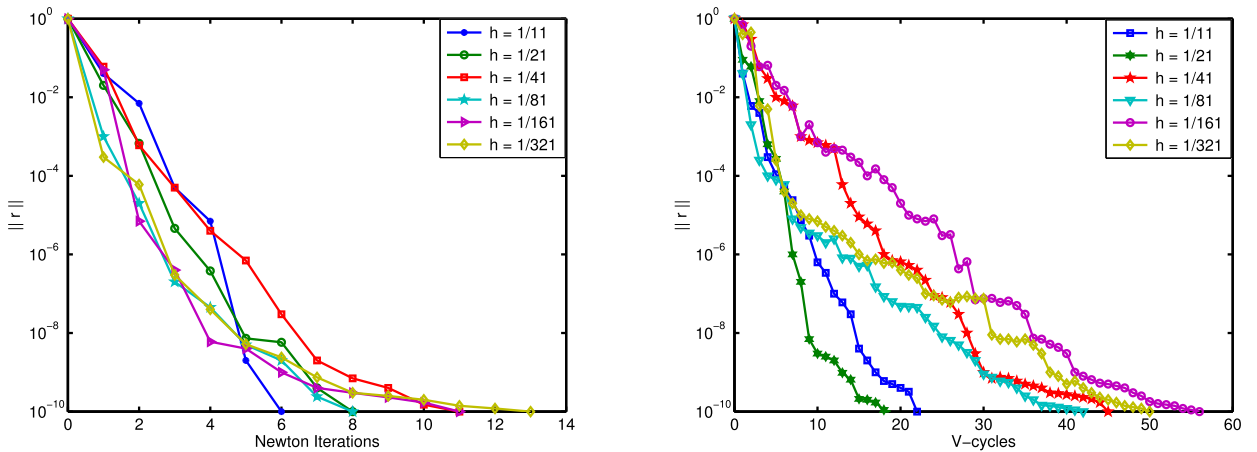 10^0
10^-2
10^-4
10^-6
10^-8
10^-10
|| r ||
0 2 4 6 8 10 12 14
Newton Iterations
h = 1/11
h = 1/21
h = 1/41
h = 1/81
h = 1/161
h = 1/321
10^0
10^-2
10^-4
10^-6
10^-8
10^-10
|| r ||
0 10 20 30 40 50 60
V-cycles
h = 1/11
h = 1/21
h = 1/41
h = 1/81
h = 1/161
h = 1/321